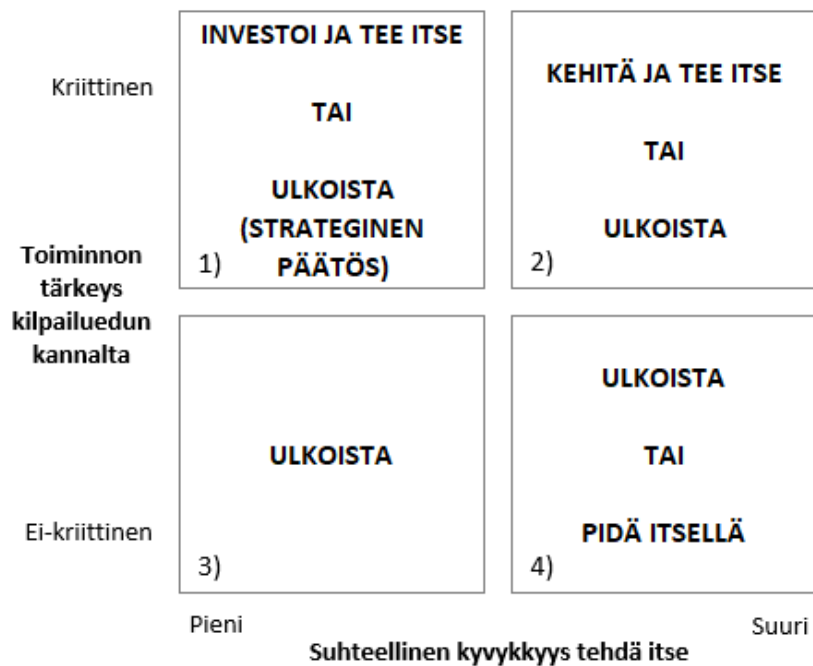 Kriittinen
INVESTOI JA TEE ITSE
TAI
ULKOISTA
(STRATEGINEN
PÄÄTÖS)
1)
KEHITÄ JA TEE ITSE
TAI
ULKOISTA
2)
Toiminnon
tärkeys
kilpailuedun
kannalta
ULKOISTA
3)
ULKOISTA
TAI
PIDÄ ITSELLÄ
4)
Ei-kriittinen
Pieni
Suuri
Suhteellinen kyvykkyys tehdä itse